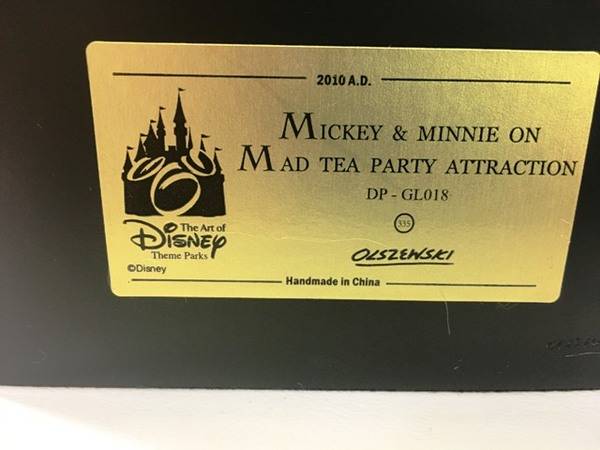 2010 A.D.
MICKEY & MINNIE ON
MAD TEA PARTY ATTRACTION
DP - GL018
335
OLSZEWSKI
The Art of
DISNEY
Theme Parks
©Disney
Handmade in China